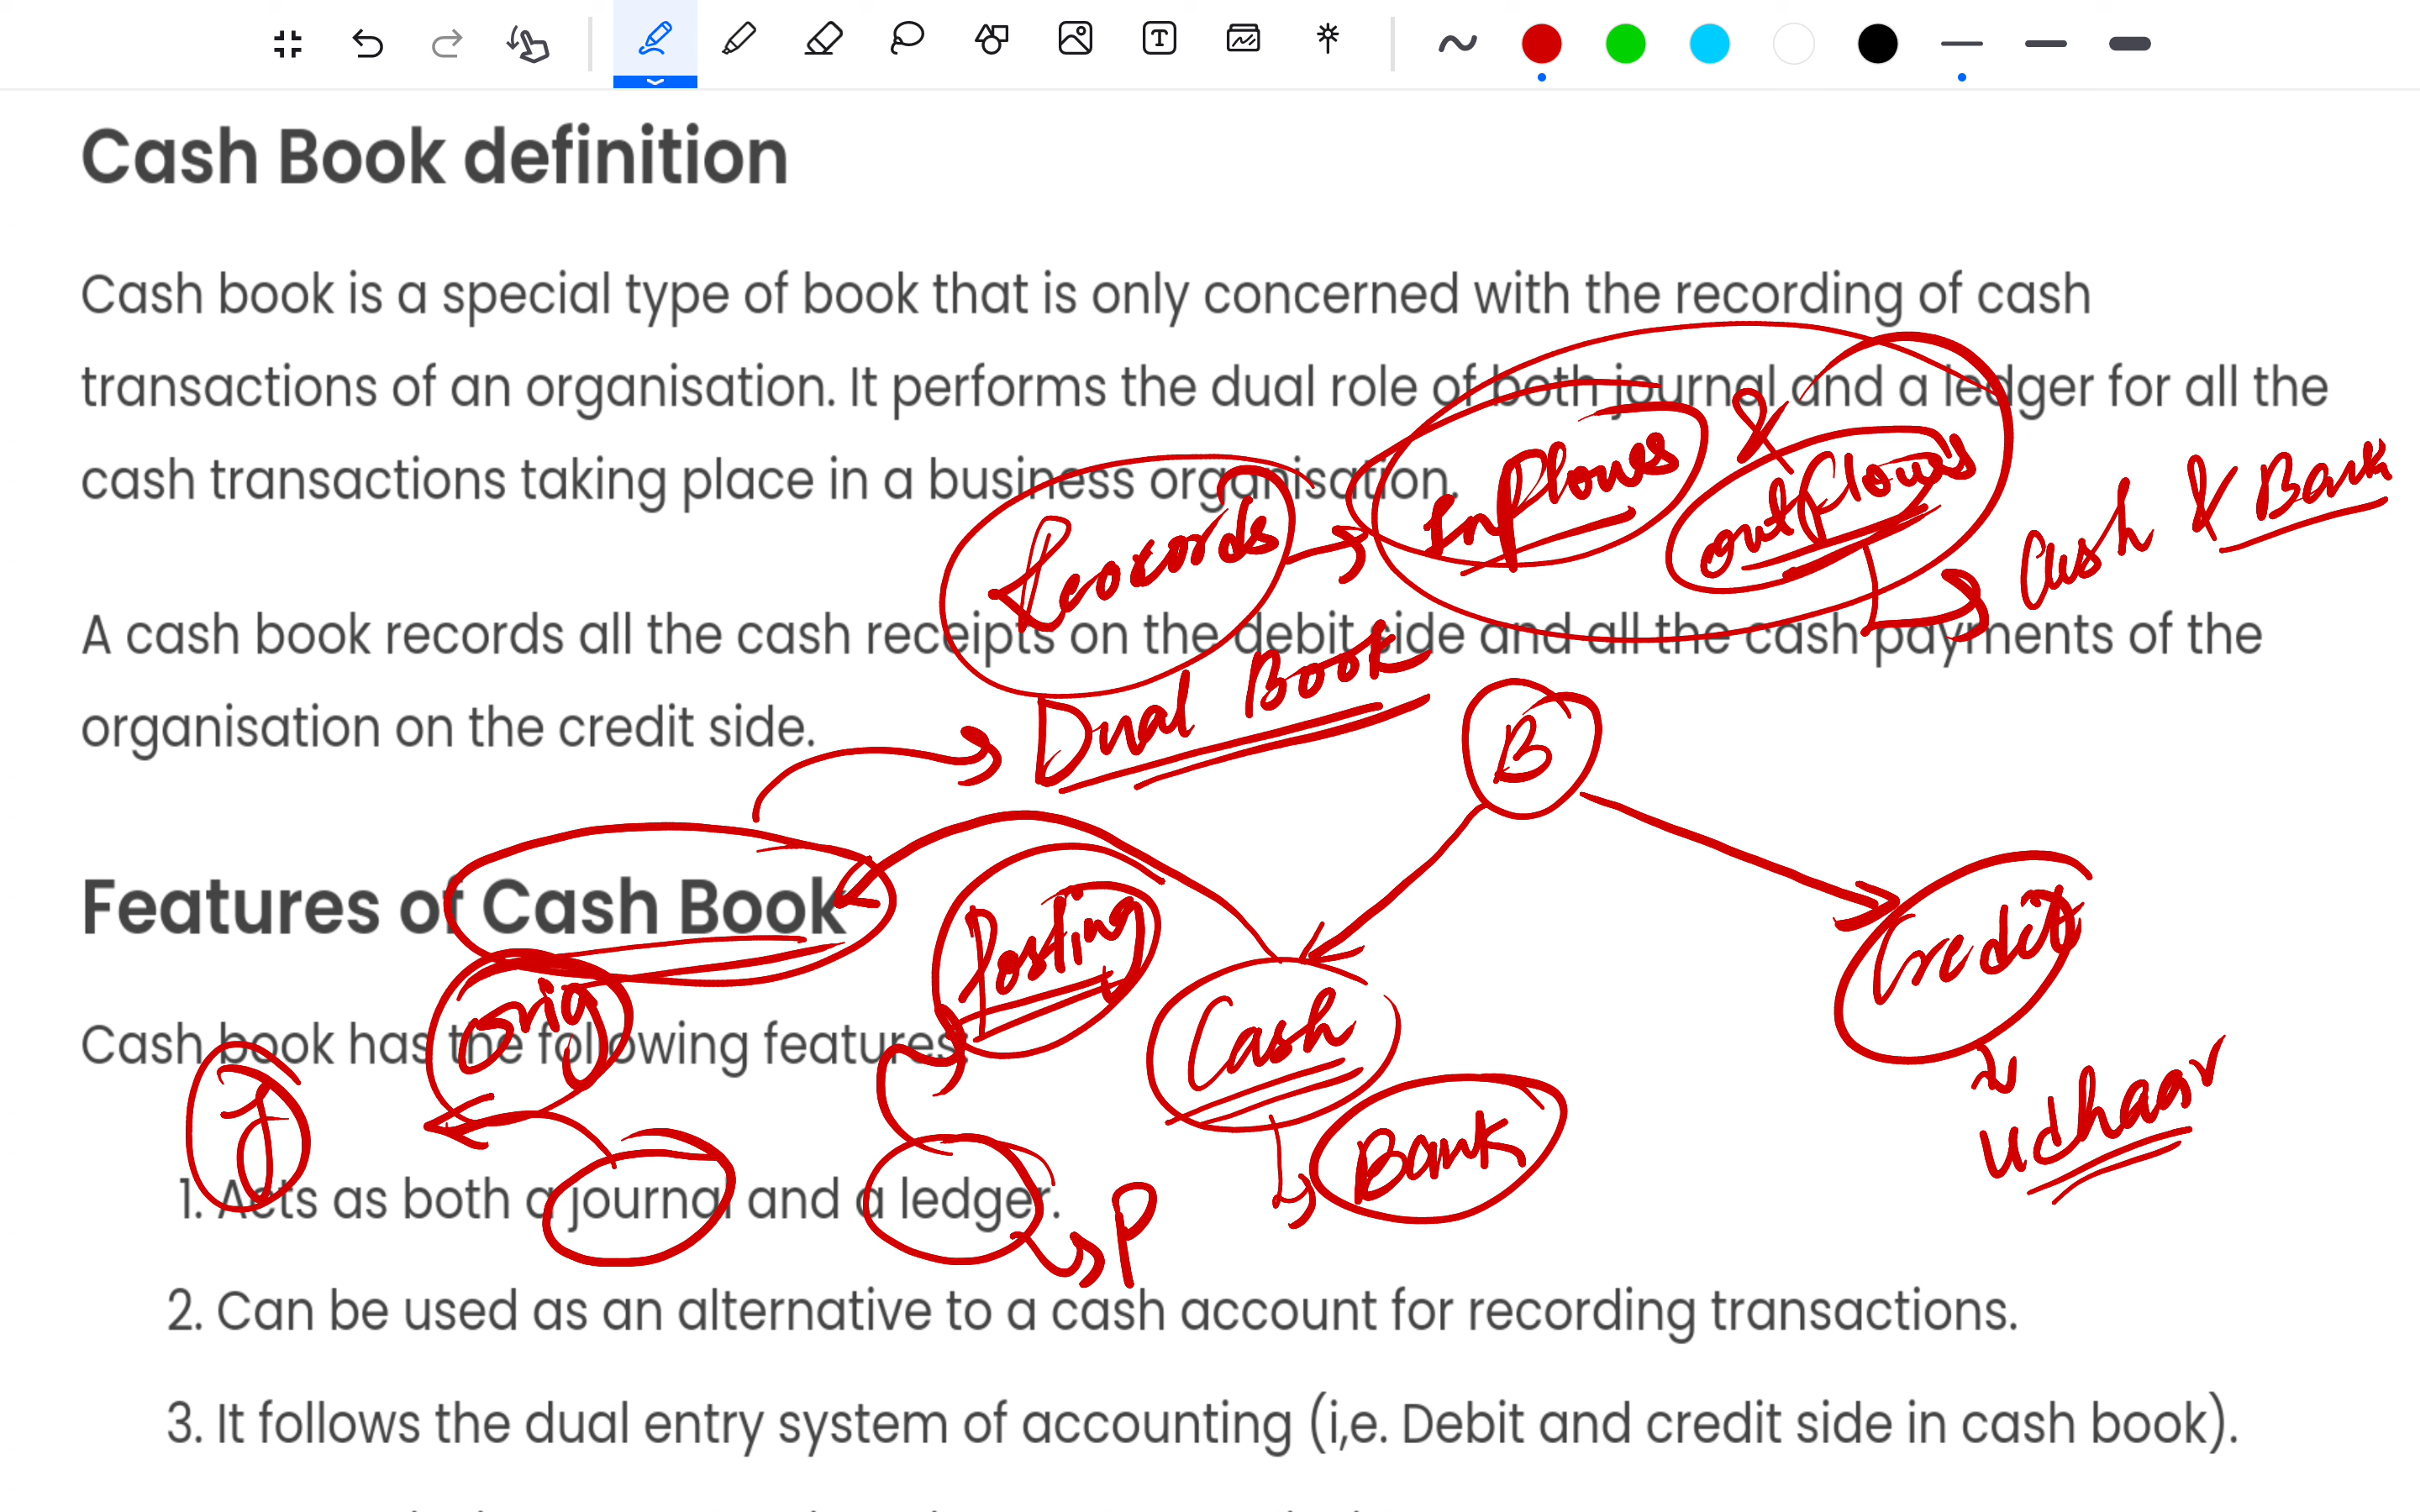 Cash Book definition
Cash book is a special type of book that is only concerned with the recording of cash
transactions of an organisation. It performs the dual role of both journal and a ledger for all the
cash transactions taking place in a business organisation.
Records
Inflows & outflows
Cash & Bank
A cash book records all the cash receipts on the debit side and all the cash payments of the
organisation on the credit side.
Dual Book
B
Features of Cash Book
Posting
Credit
Orig
Cash
Cash book has the following features:
J
Bank
Udhaar
1. Acts as both a journal and a ledger.
P
2. Can be used as an alternative to a cash account for recording transactions.
3. It follows the dual entry system of accounting (i,e. Debit and credit side in cash book).